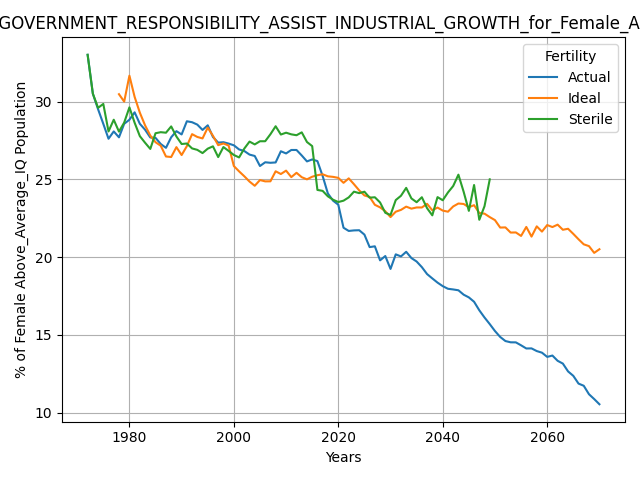 GOVERNMENT_RESPONSIBILITY_ASSIST_INDUSTRIAL_GROWTH_for_Female_A
Fertility
Actual
Ideal
Sterile
% of Female Above_Average_IQ Population
30
25
20
15
10
1980
2000
2020
2040
2060
Years